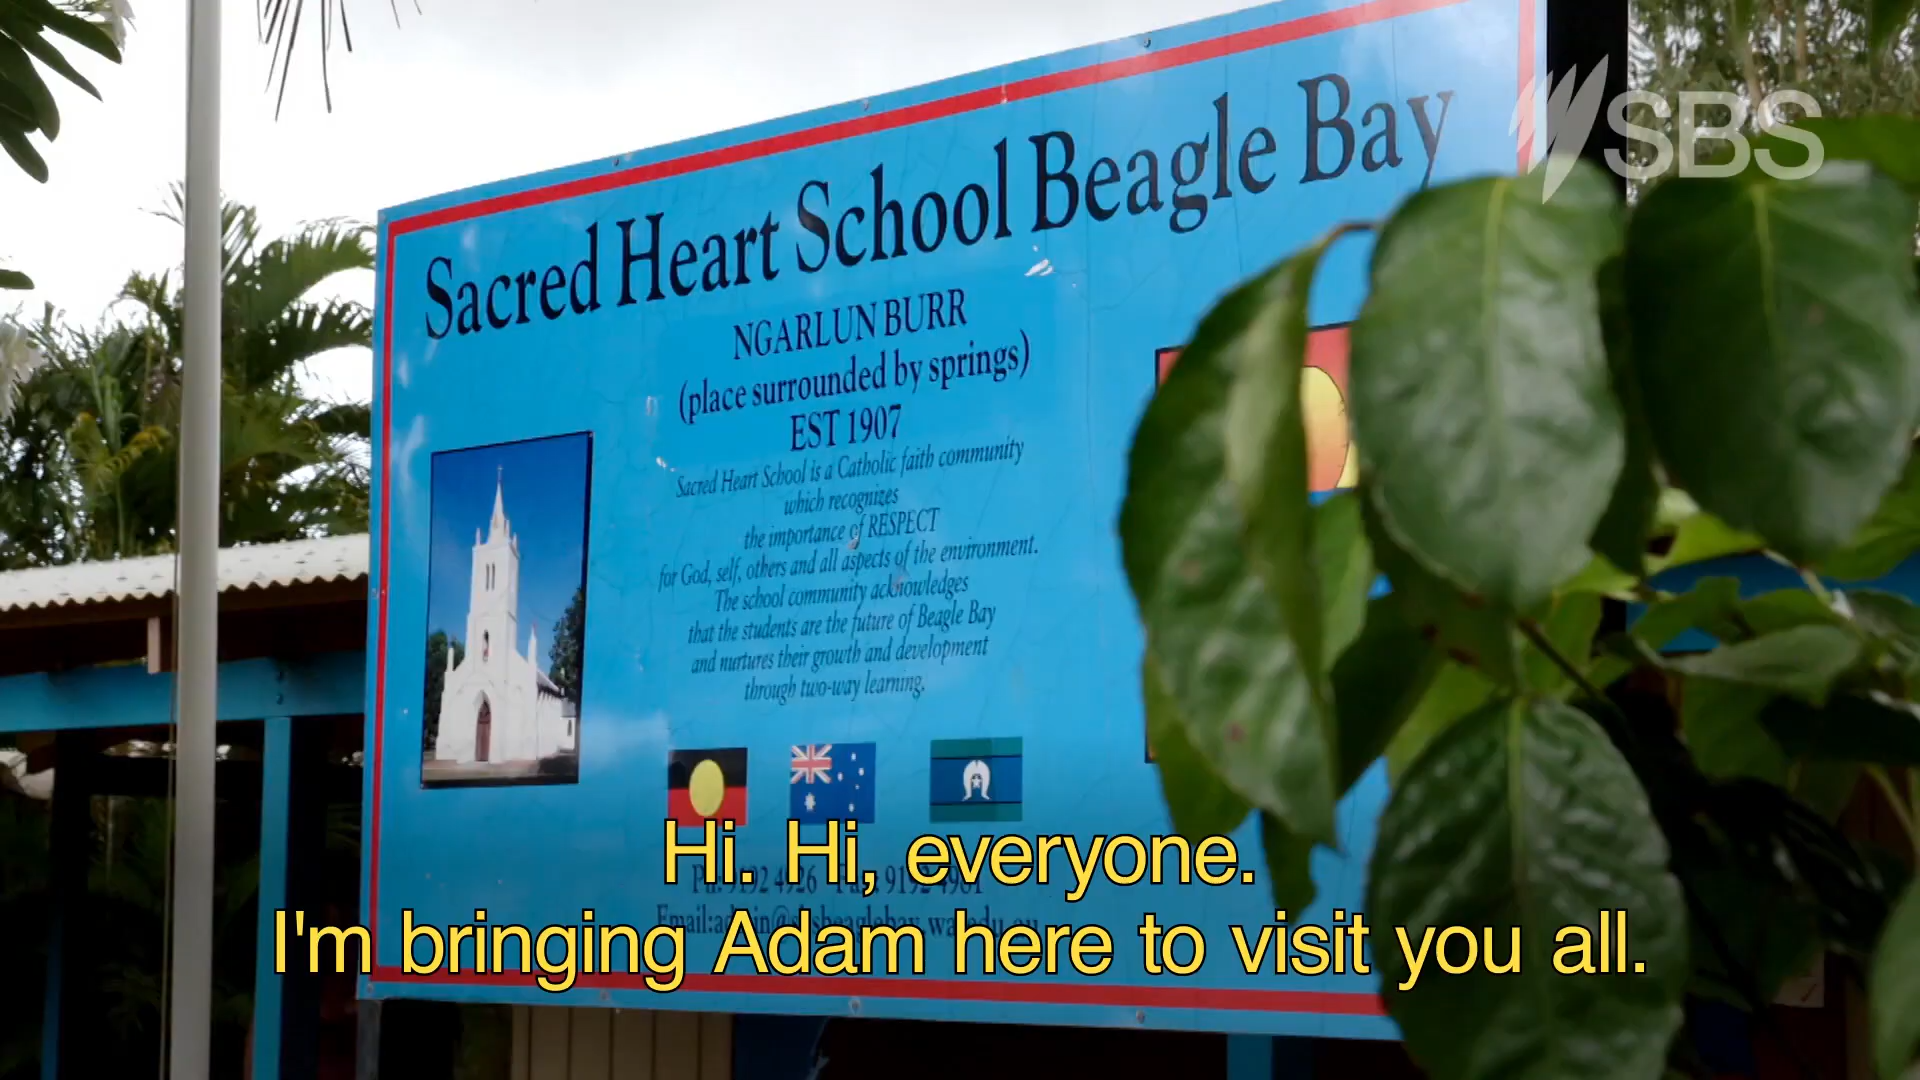 SBS
Sacred Heart School Beagle Bay
NGARLUN BURR
(place surrounded by springs)
EST 1907
Sacred Heart School is a Catholic faith community
which recognizes
the importance of RESPECT
for God, self, others and all aspects of the environment.
The school community acknowledges
that the students are the future of Beagle Bay
and nurtures their growth and development
through two-way learning.
Hi. Hi, everyone.
I'm bringing Adam here to visit you all.